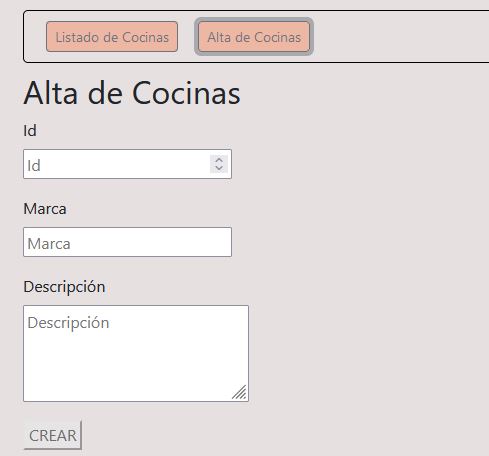 Listado de Cocinas Alta de Cocinas
Alta de Cocinas
Id
Id
Marca
Marca
Descripción
Descripción
CREAR